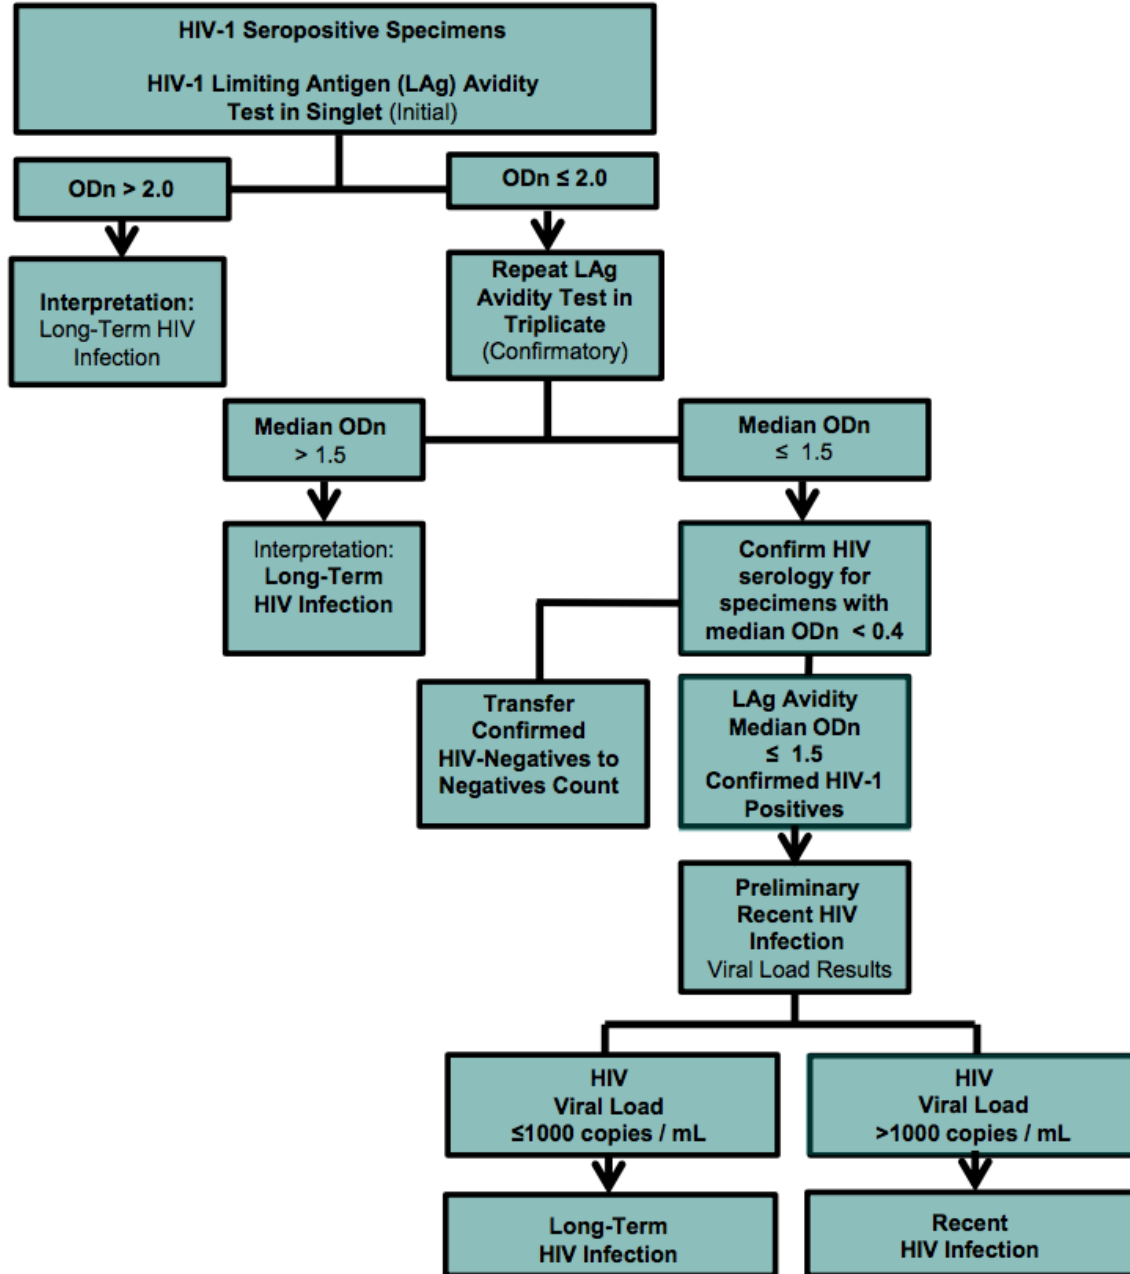 HIV-1 Seropositive Specimens
HIV-1 Limiting Antigen (LAg) Avidity
Test in Singlet (Initial)
ODn > 2.0
ODn ≤ 2.0
Interpretation:
Long-Term HIV
Infection
Repeat LAg
Avidity Test in
Triplicate
(Confirmatory)
Median ODn
> 1.5
Median ODn
≤ 1.5
Interpretation:
Long-Term
HIV Infection
Confirm HIV
serology for
specimens with
median ODn < 0.4
Transfer
Confirmed
HIV-Negatives to
Negatives Count
LAg Avidity
Median ODn
≤ 1.5
Confirmed HIV-1
Positives
Preliminary
Recent HIV
Infection
Viral Load Results
HIV
Viral Load
≤1000 copies / mL
HIV
Viral Load
>1000 copies / mL
Long-Term
HIV Infection
Recent
HIV Infection